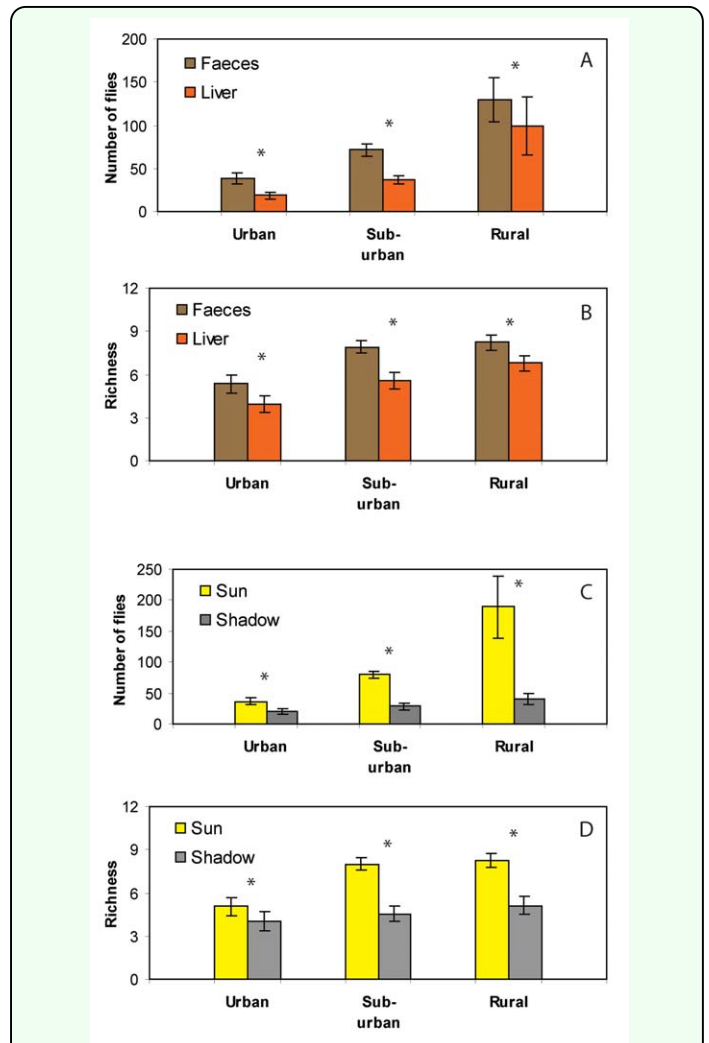 200
150
100
50
0
Number of flies
Faeces
Liver
A
*
*
*
Urban
Sub-
urban
Rural
12
9
6
3
0
Richness
Faeces
Liver
B
*
*
*
Urban
Sub-
urban
Rural
250
200
150
100
50
0
Number of flies
Sun
Shadow
C
*
*
*
Urban
Sub-
urban
Rural
12
9
6
3
0
Richness
Sun
Shadow
D
*
*
*
Urban
Sub-
urban
Rural